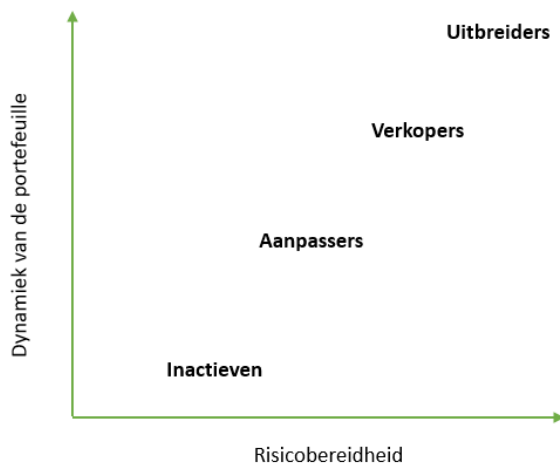 Uitbreiders
Verkopers
Aanpassers
Inactieven
Dynamiek van de portefeuille
Risicobereidheid